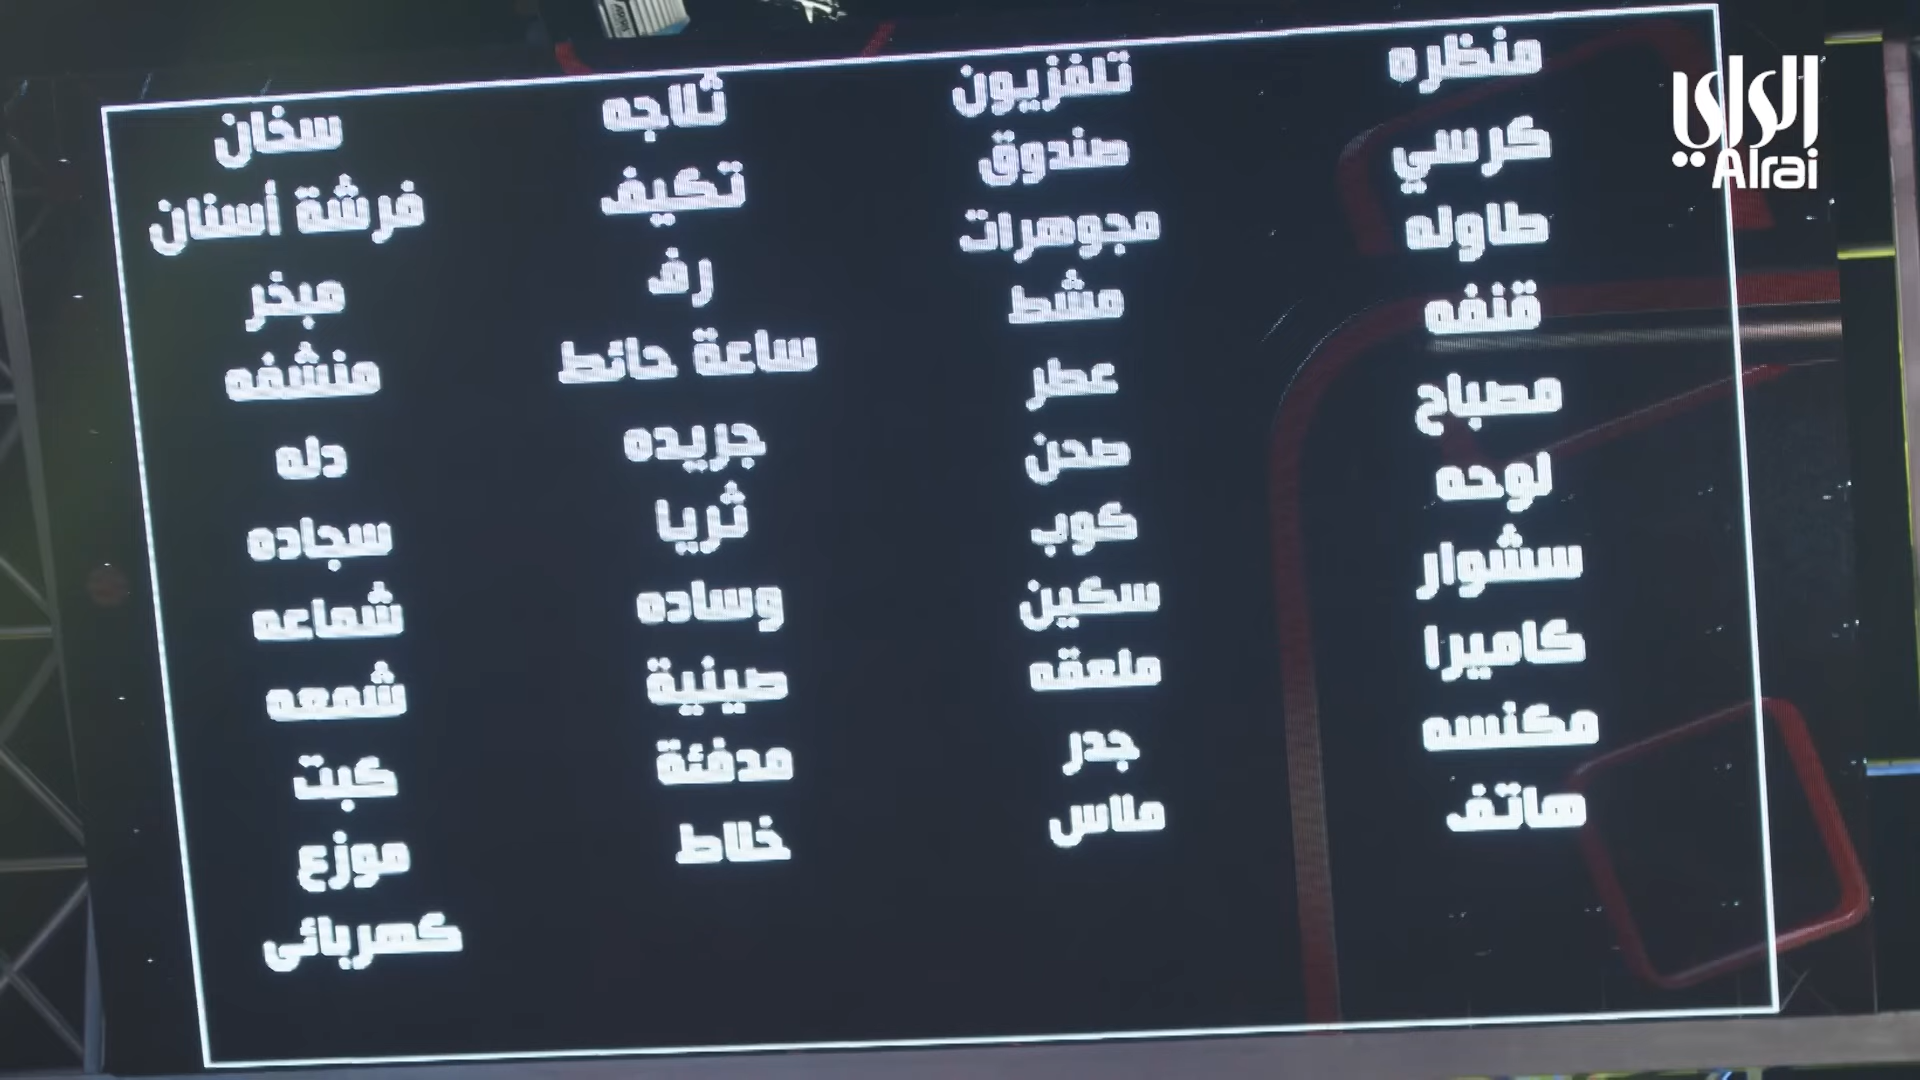 منظره
كرسي
طاوله
قنفه
مصباح
لوحه
سشوار
كاميرا
مكنسه
هاتف
تلفزيون
صندوق
مجوهرات
مشط
عطر
صحن
كوب
سكين
ملعقه
جدر
ملاس
ثلاجه
تكيف
رف
ساعة حائط
جريده
ثريا
وساده
صينية
مدفئة
خلاط
سخان
فرشة أسنان
مبخر
منشفه
دله
سجاده
شماعه
شمعه
كبت
موزع
كهربائى
الراي
Alrai